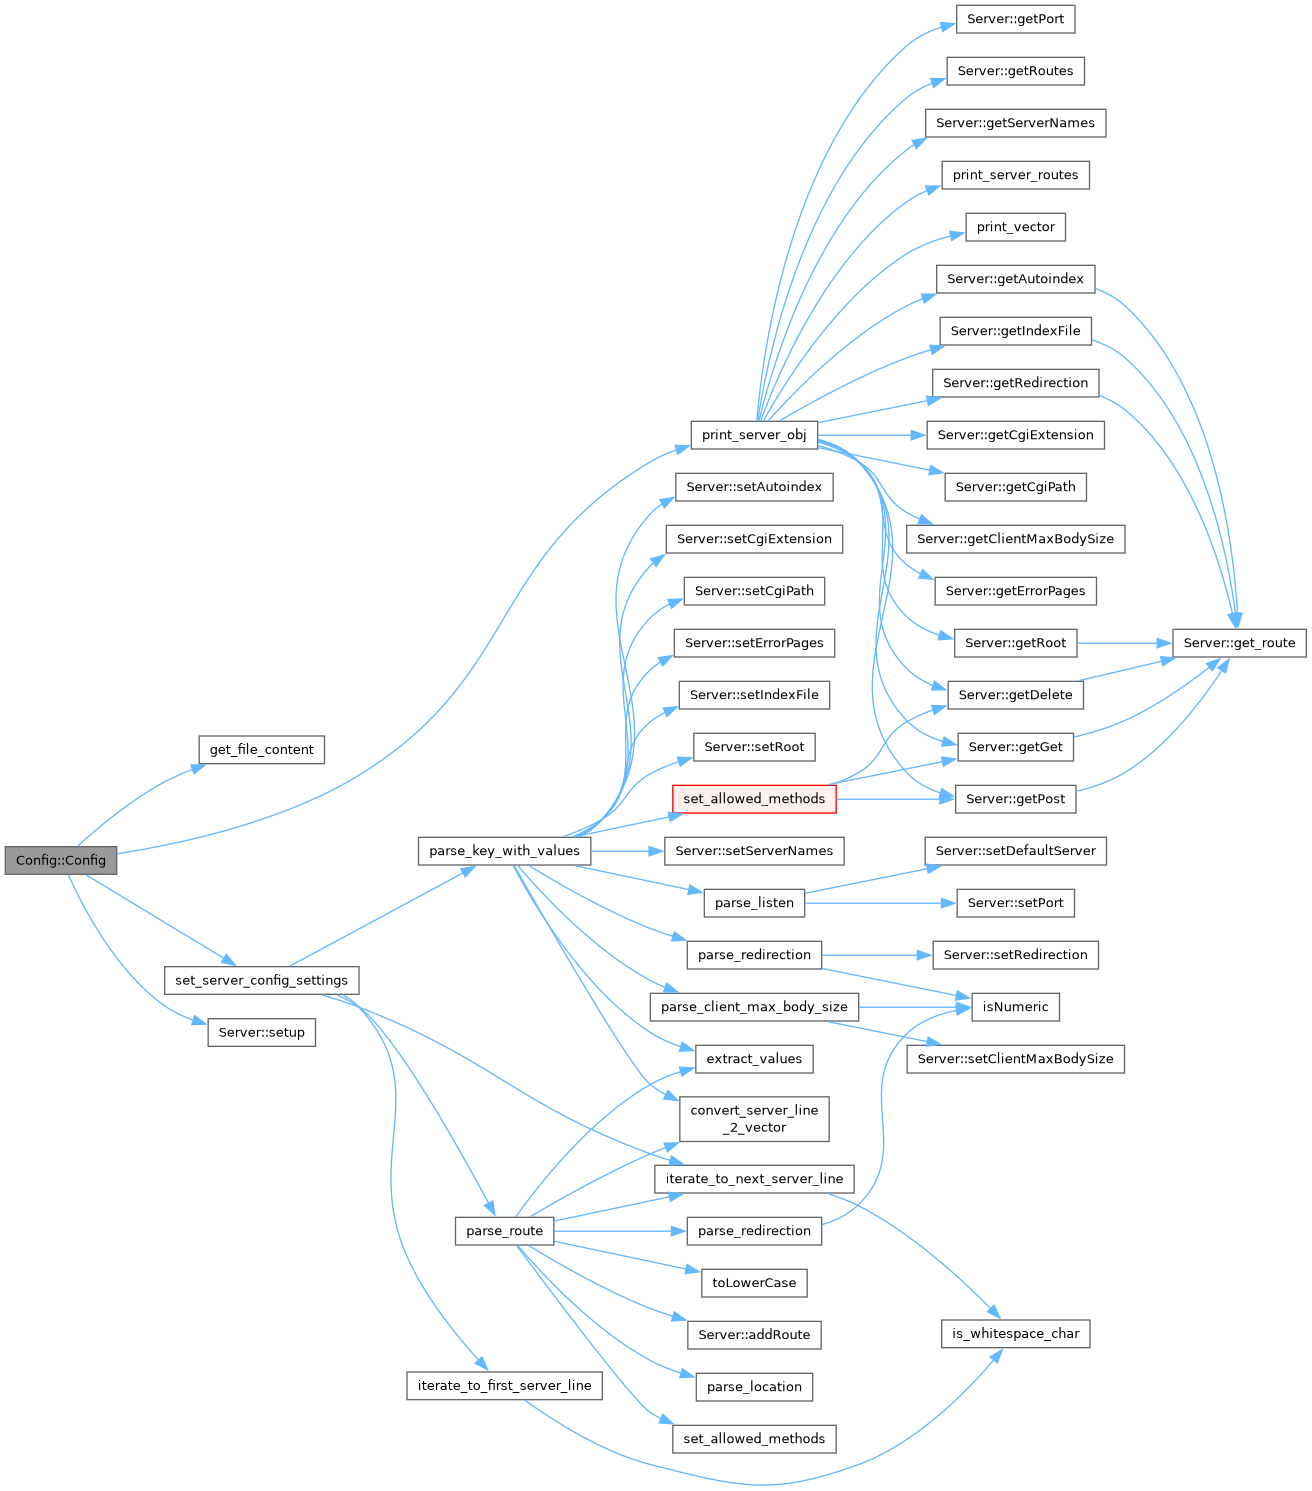 Server::getPort
Server::getRoutes
Server::getServerNames
print_server_routes
print_vector
Server::getAutoindex
Server::getIndexFile
Server::getRedirection
print_server_obj
Server::getCgiExtension
Server::setAutoindex
Server::getCgiPath
Server::setCgiExtension
Server::getClientMaxBodySize
Server::setCgiPath
Server::getErrorPages
Server::setErrorPages
Server::getRoot
Server::get_route
Server::setIndexFile
Server::getDelete
get_file_content
Server::setRoot
Server::getGet
set_allowed_methods
Server::getPost
Config::Config
parse_key_with_values
Server::setServerNames
Server::setDefaultServer
parse_listen
Server::setPort
parse_redirection
Server::setRedirection
set_server_config_settings
parse_client_max_body_size
isNumeric
Server::setup
extract_values
Server::setClientMaxBodySize
convert_server_line
_2_vector
iterate_to_next_server_line
parse_route
parse_redirection
toLowerCase
Server::addRoute
is_whitespace_char
iterate_to_first_server_line
parse_location
set_allowed_methods